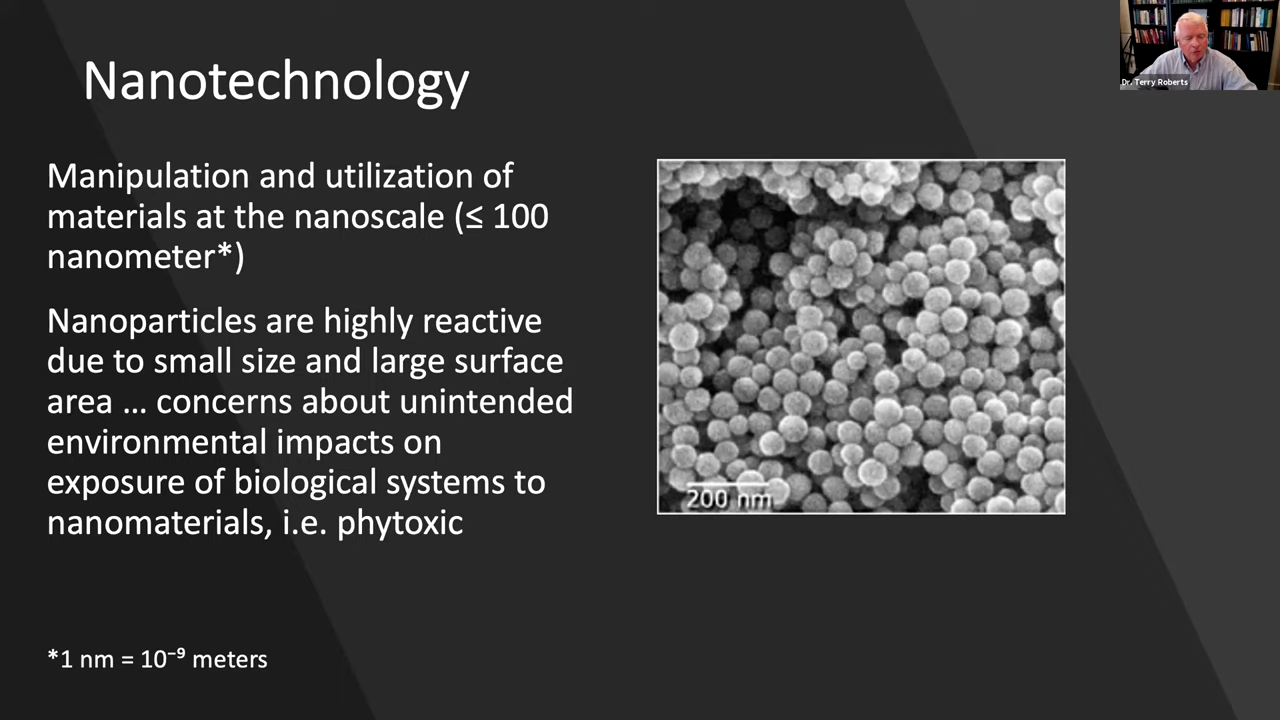 Nanotechnology
Manipulation and utilization of
materials at the nanoscale (≤ 100
nanometer*)
Nanoparticles are highly reactive
due to small size and large surface
area … concerns about unintended
environmental impacts on
exposure of biological systems to
nanomaterials, i.e. phytoxic
*1 nm = 10⁻⁹ meters
200 nm
Dr. Terry Roberts